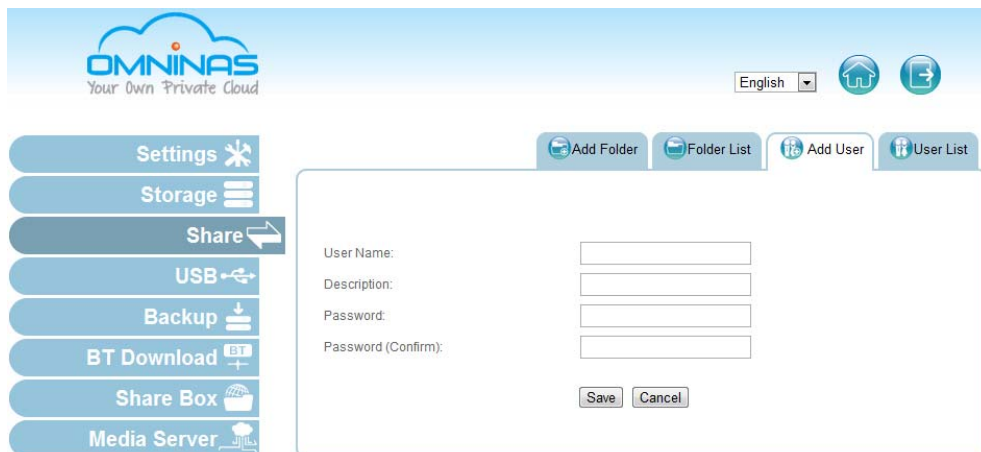 OMNINAS
Your Own Private Cloud
English
Settings
Storage
Share
USB
Backup
BT Download BT
Share Box
Media Server
Add Folder
Folder List
Add User
User List
User Name:
Description:
Password:
Password (Confirm):
Save
Cancel